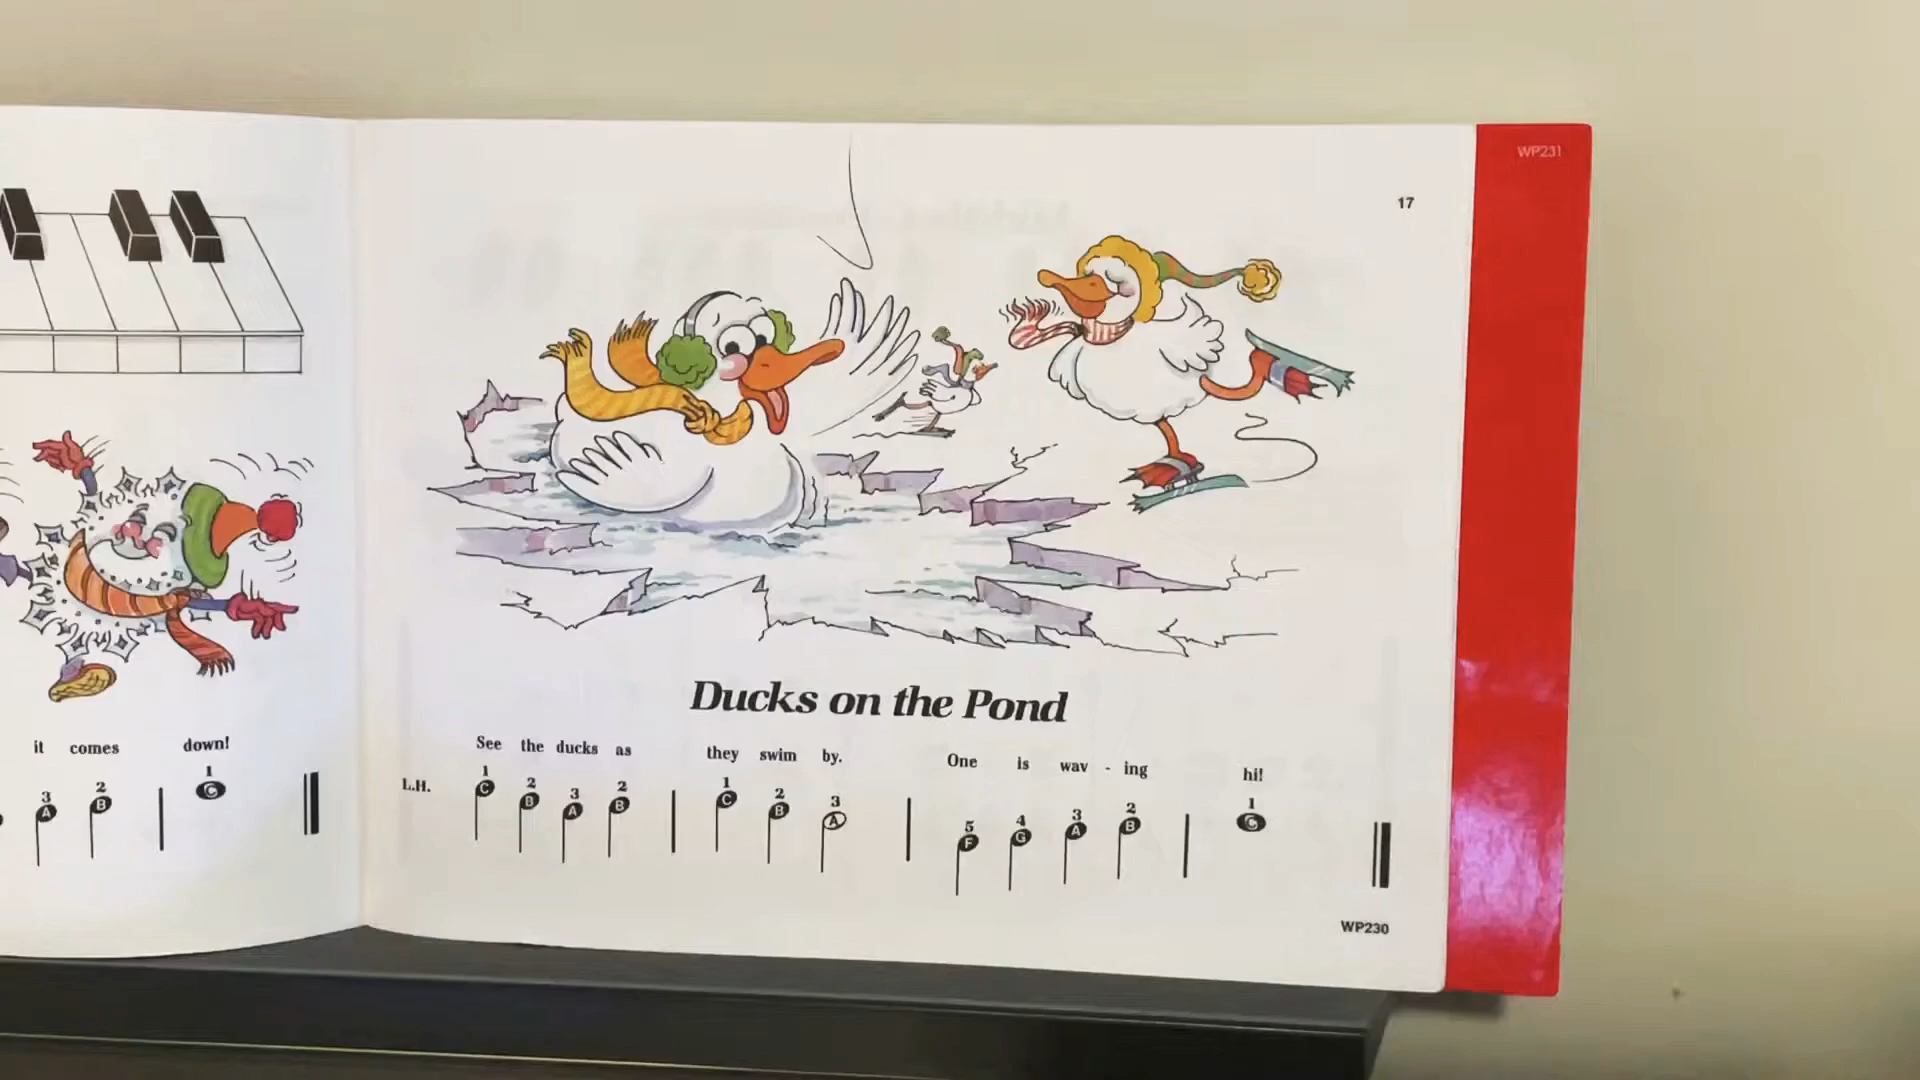 it comes down!
3 2 1
A B C
WP231
17
Ducks on the Pond
See the ducks as they swim by. One is wav - ing hi!
L.H.
1 2 3 2 1 2 3 5 4 3 2 1
C B A B C B A F G A B C
WP230